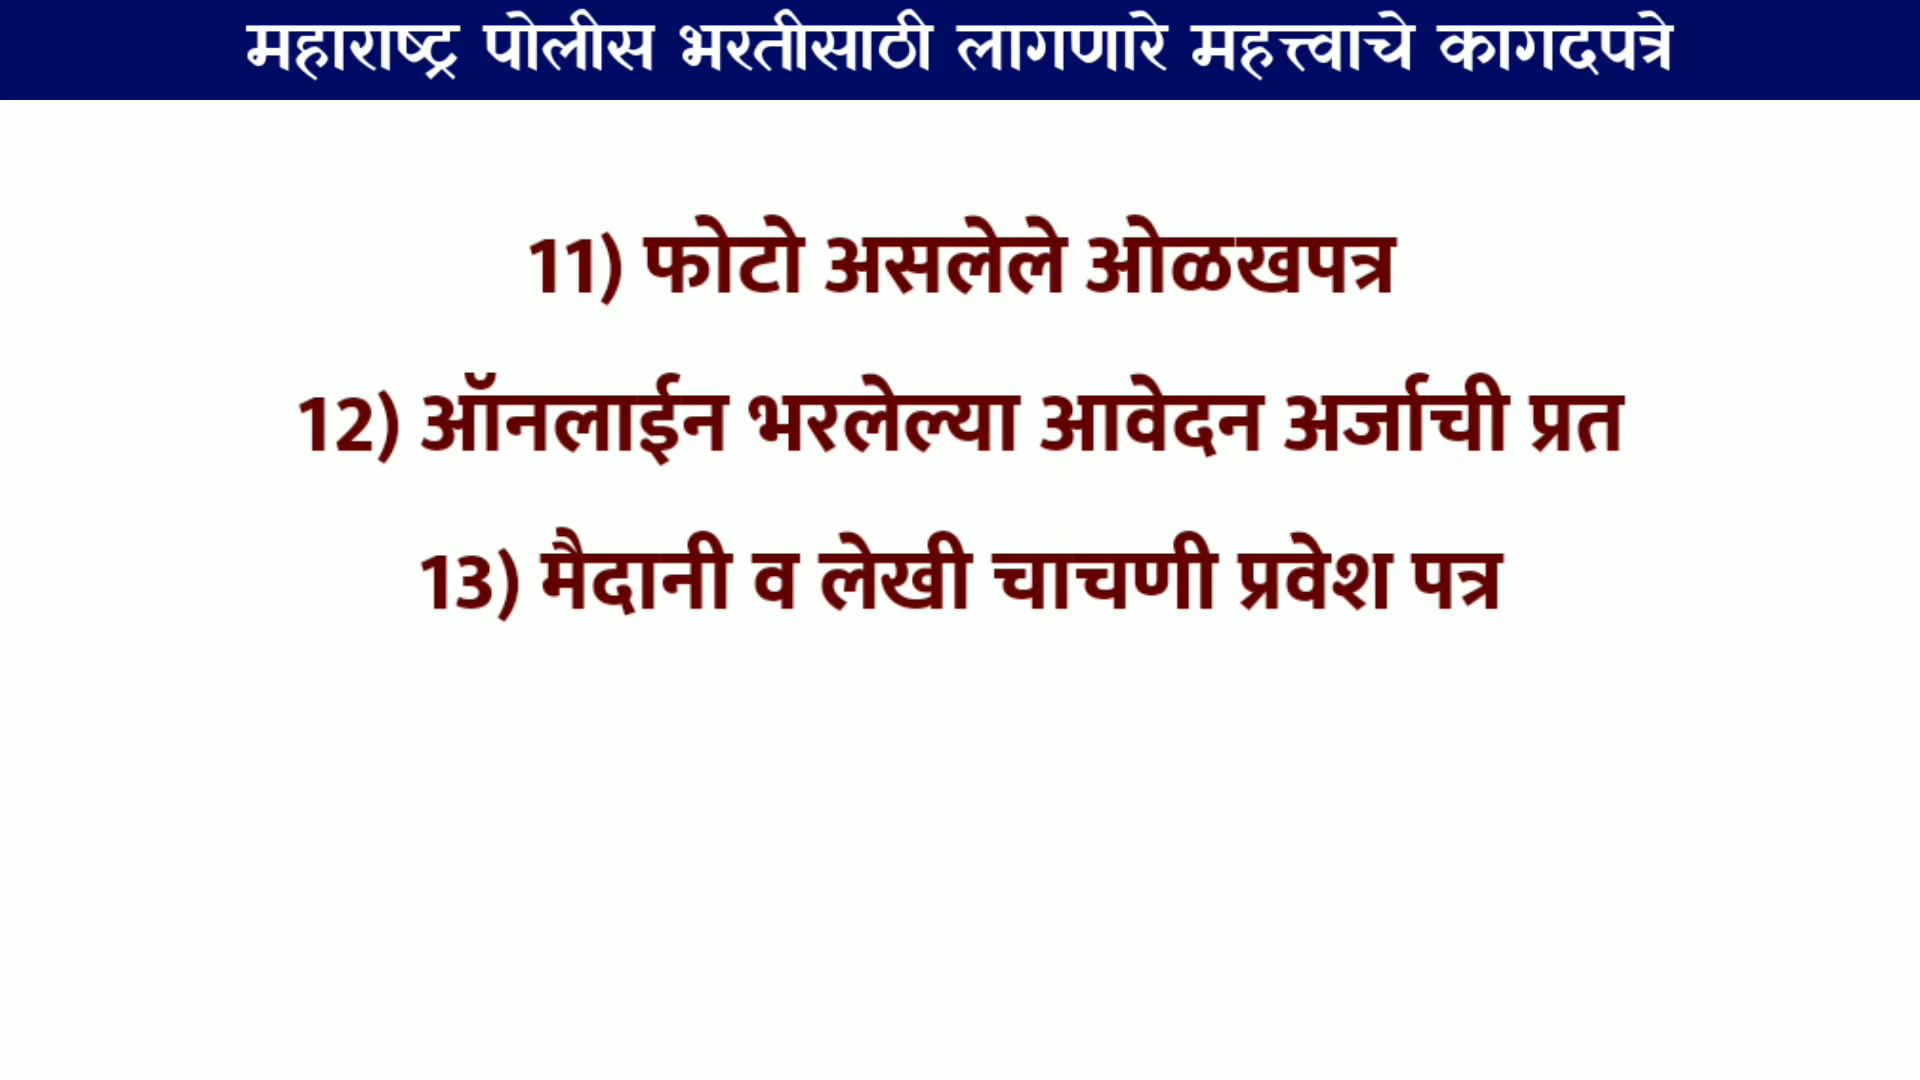 महाराष्ट्र पोलीस भरतीसाठी लागणारे महत्त्वाचे कागदपत्रे
11) फोटो असलेले ओळखपत्र
12) ऑनलाईन भरलेल्या आवेदन अर्जाची प्रत
13) मैदानी व लेखी चाचणी प्रवेश पत्र